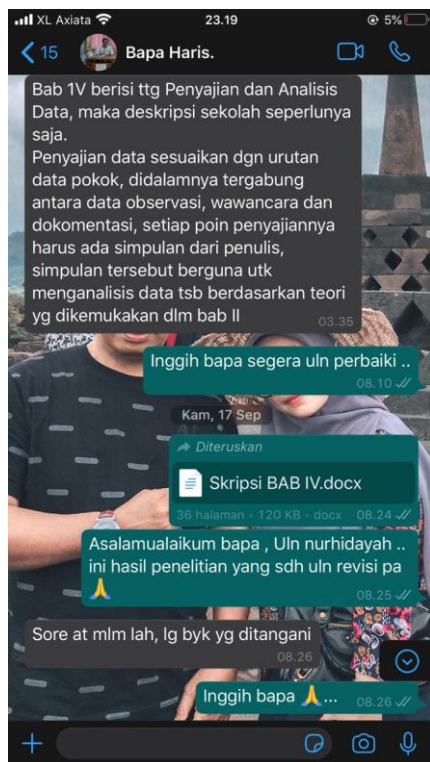 XL Axiata
23.19
5%
15
Bapa Haris.
Bab 1V berisi ttg Penyajian dan Analisis
Data, maka deskripsi sekolah seperlunya
saja.
Penyajian data sesuaikan dgn urutan
data pokok, didalamnya tergabung
antara data observasi, wawancara dan
dokomentasi, setiap poin penyajiannya
harus ada simpulan dari penulis,
simpulan tersebut berguna utk
menganalisis data tsb berdasarkan teori
yg dikemukakan dlm bab II
03.35
Inggih bapa segera uln perbaiki ..
08.10
Kam, 17 Sep
Diteruskan
Skripsi BAB IV.docx
36 halaman • 120 KB • docx 08.24
Asalamualaikum bapa , Uln nurhidayah ..
ini hasil penelitian yang sdh uln revisi pa
🙏
08.25
Sore at mlm lah, lg byk yg ditangani
08.26
Inggih bapa 🙏... 08.26